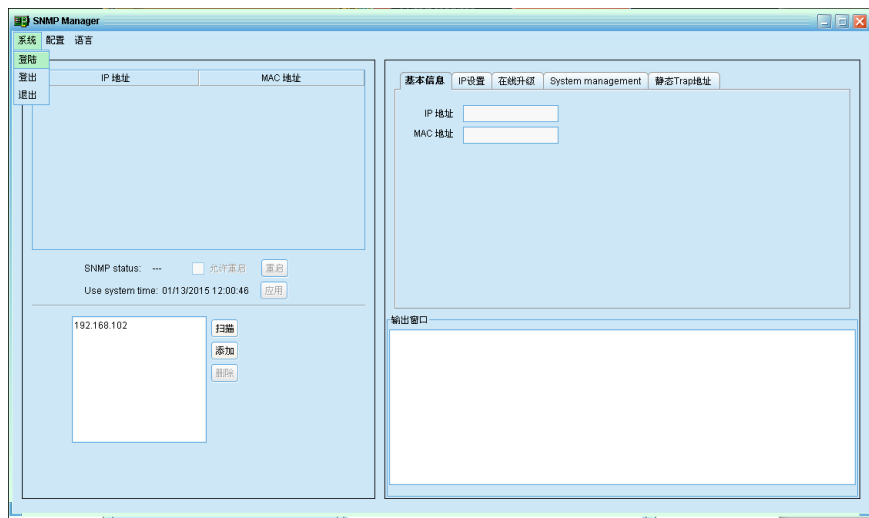 SNMP Manager
系统 配置 语言
登陆
登出
退出
IP 地址 MAC 地址
SNMP status: --- 允许重启 重启
Use system time: 01/13/2015 12:00:46 应用
192.168.102
扫描
添加
删除
基本信息 IP设置 在线升级 System management 静态Trap地址
IP 地址
MAC 地址
输出窗口